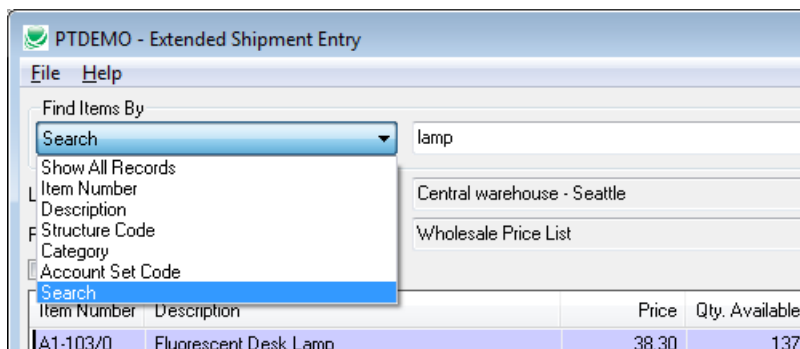 PTDEMO - Extended Shipment Entry
File Help
Find Items By
Search lamp
Show All Records
Item Number
Description
Structure Code
Category
Account Set Code
Search
Central warehouse - Seattle
Wholesale Price List
Item Number Description Price Qty. Available
A1-103/0 Fluorescent Desk Lamp 38.30 137